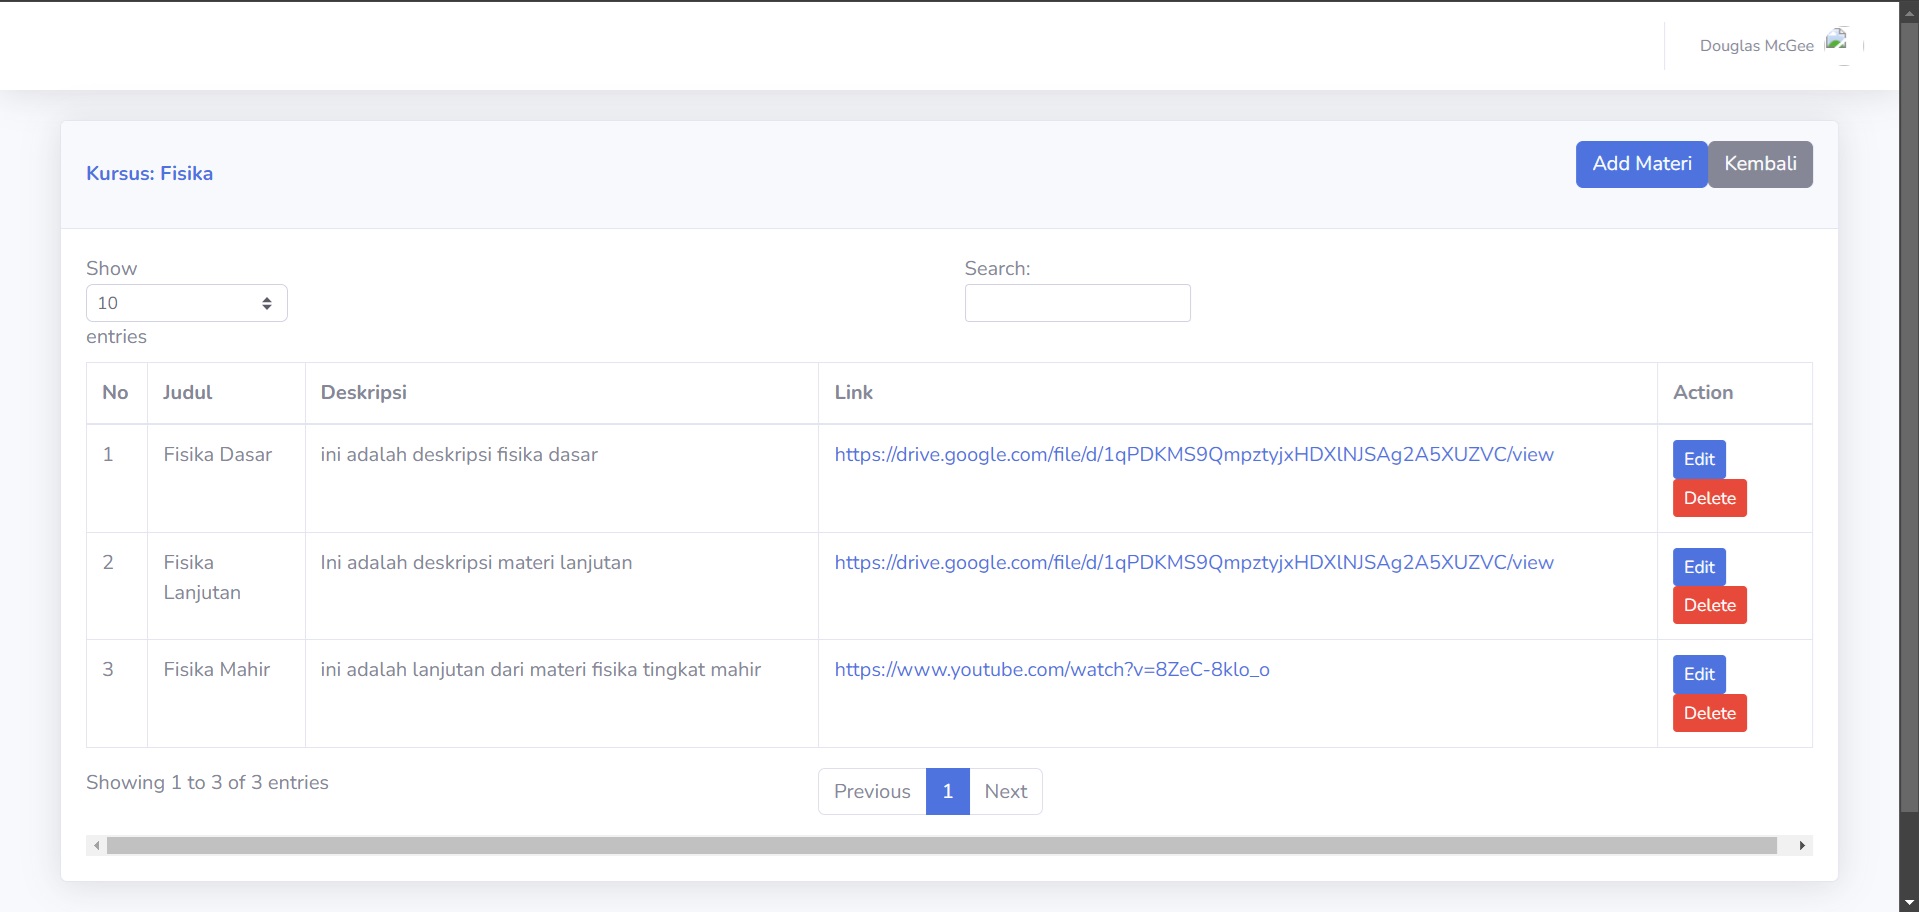 Douglas McGee
Kursus: Fisika
Add Materi Kembali
Show
10
entries
Search:
No Judul Deskripsi Link Action
1 Fisika Dasar ini adalah deskripsi fisika dasar https://drive.google.com/file/d/1qPDKMS9QmpztyjxHDXlNJSAg2A5XUZVC/view Edit
Delete
2 Fisika Ini adalah deskripsi materi lanjutan https://drive.google.com/file/d/1qPDKMS9QmpztyjxHDXlNJSAg2A5XUZVC/view Edit
Lanjutan Delete
3 Fisika Mahir ini adalah lanjutan dari materi fisika tingkat mahir https://www.youtube.com/watch?v=8ZeC-8klo_o Edit
Delete
Showing 1 to 3 of 3 entries
Previous 1 Next